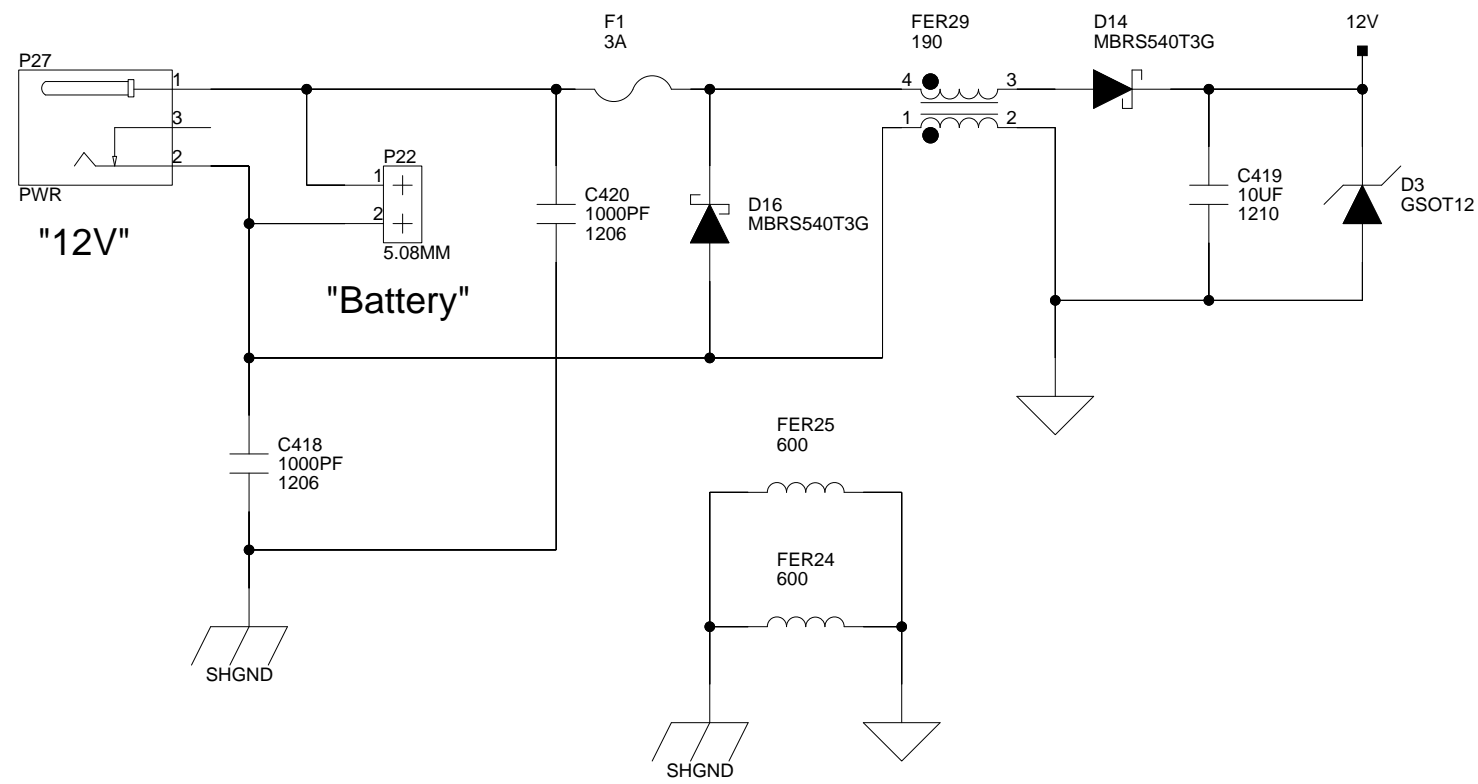 F1
3A
FER29
190
D14
MBRS540T3G
12V
P27
1
3
2
PWR
"12V"
P22
1
2
5.08MM
"Battery"
C420
1000PF
1206
D16
MBRS540T3G
4
3
1
2
C419
10UF
1210
D3
GSOT12
C418
1000PF
1206
SHGND
FER25
600
FER24
600
SHGND